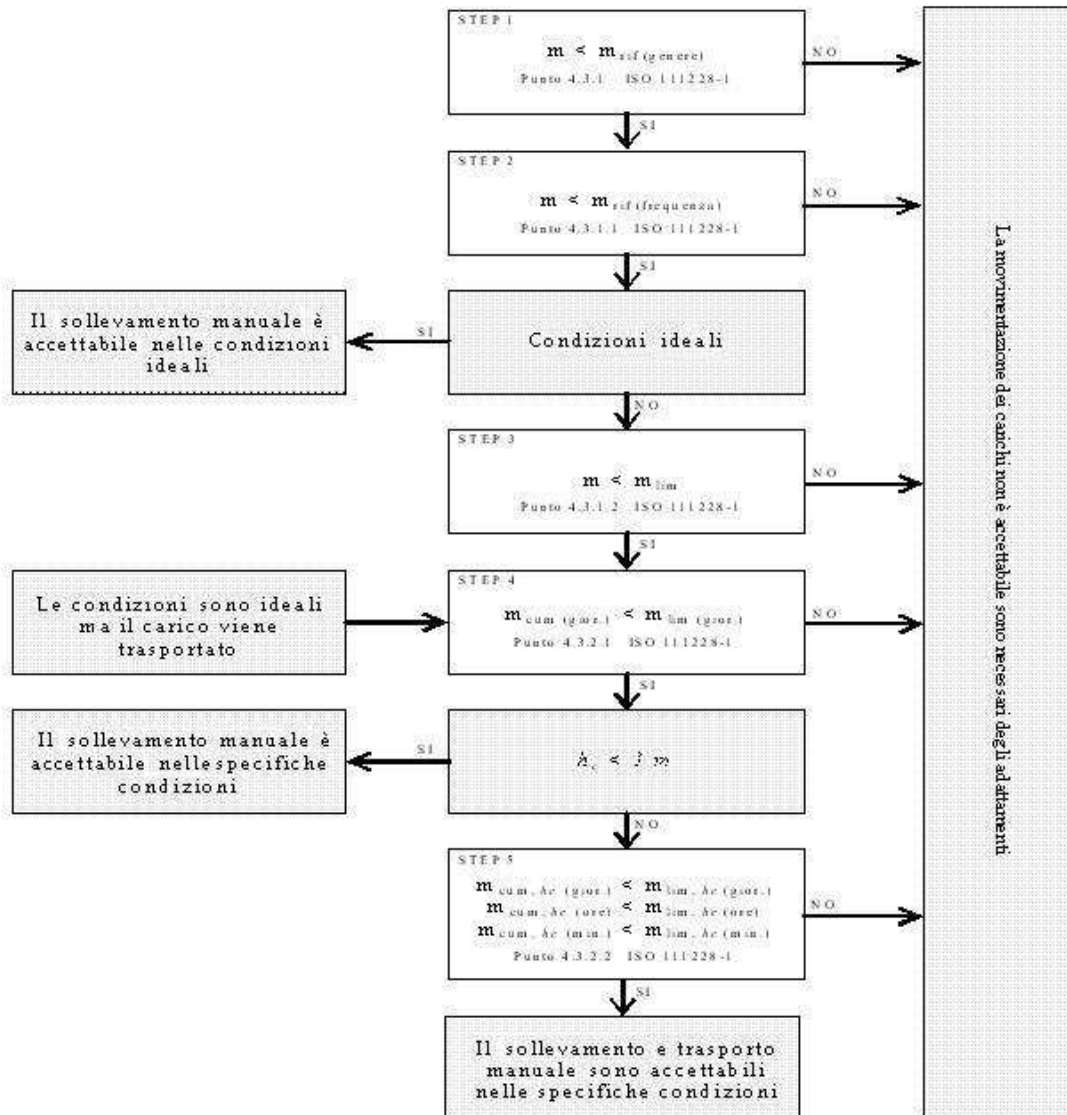 STEP 1
m < m rif (genere)
Punto 4.3.1 ISO 111228-1
NO
SI
STEP 2
m < m rif (frequenza)
Punto 4.3.1.1 ISO 111228-1
NO
SI
Il sollevamento manuale è
accettabile nelle condizioni
ideali
SI
Condizioni ideali
NO
STEP 3
m < m lim
Punto 4.3.1.2 ISO 111228-1
NO
SI
Le condizioni sono ideali
ma il carico viene
trasportato
STEP 4
m cum (gior.) < m lim (gior.)
Punto 4.3.2.1 ISO 111228-1
NO
SI
Il sollevamento manuale è
accettabile nelle specifiche
condizioni
SI
h c < 1 m
NO
STEP 5
m cum, hc (gior.) < m lim, hc (gior.)
m cum, hc (ore) < m lim, hc (ore)
m cum, hc (min.) < m lim, hc (min.)
Punto 4.3.2.2 ISO 111228-1
NO
SI
Il sollevamento e trasporto
manuale sono accettabili
nelle specifiche condizioni
La movimentazione dei carichi non è accettabile sono necessari degli adattamenti